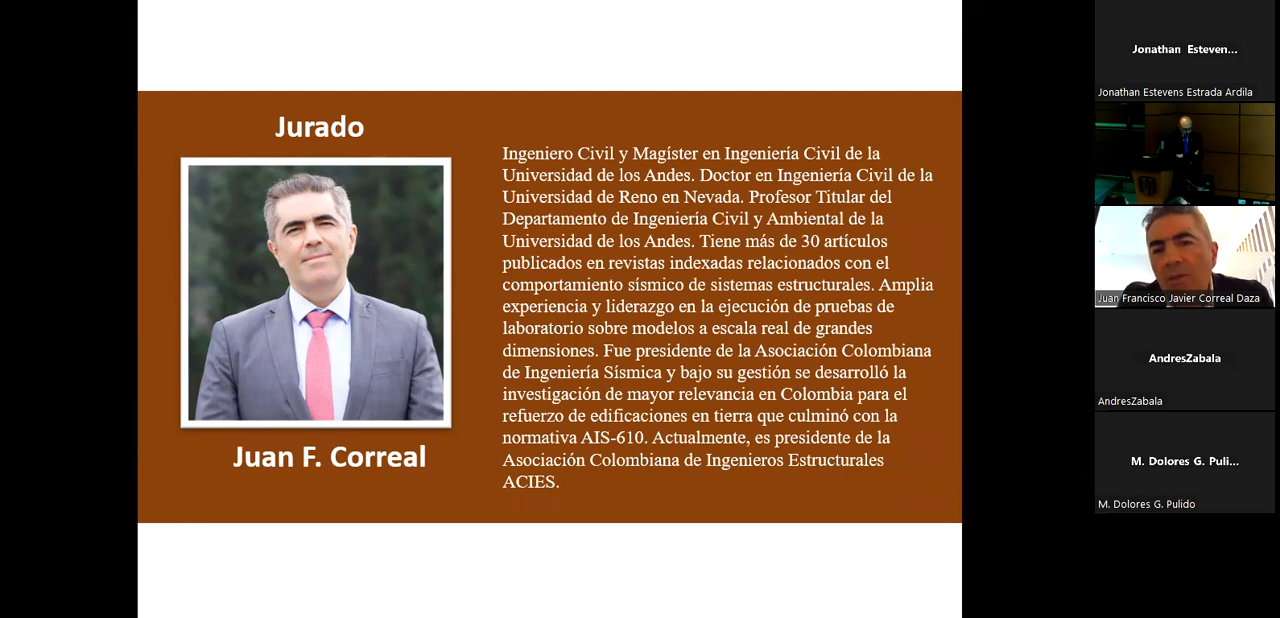 Jurado
Juan F. Correal
Ingeniero Civil y Magíster en Ingeniería Civil de la
Universidad de los Andes. Doctor en Ingeniería Civil de la
Universidad de Reno en Nevada. Profesor Titular del
Departamento de Ingeniería Civil y Ambiental de la
Universidad de los Andes. Tiene más de 30 artículos
publicados en revistas indexadas relacionados con el
comportamiento sísmico de sistemas estructurales. Amplia
experiencia y liderazgo en la ejecución de pruebas de
laboratorio sobre modelos a escala real de grandes
dimensiones. Fue presidente de la Asociación Colombiana
de Ingeniería Sísmica y bajo su gestión se desarrolló la
investigación de mayor relevancia en Colombia para el
refuerzo de edificaciones en tierra que culminó con la
normativa AIS-610. Actualmente, es presidente de la
Asociación Colombiana de Ingenieros Estructurales
ACIES.
Jonathan Esteven...
Jonathan Estevens Estrada Ardila
Juan Francisco Javier Correal Daza
AndresZabala
AndresZabala
M. Dolores G. Puli...
M. Dolores G. Pulido